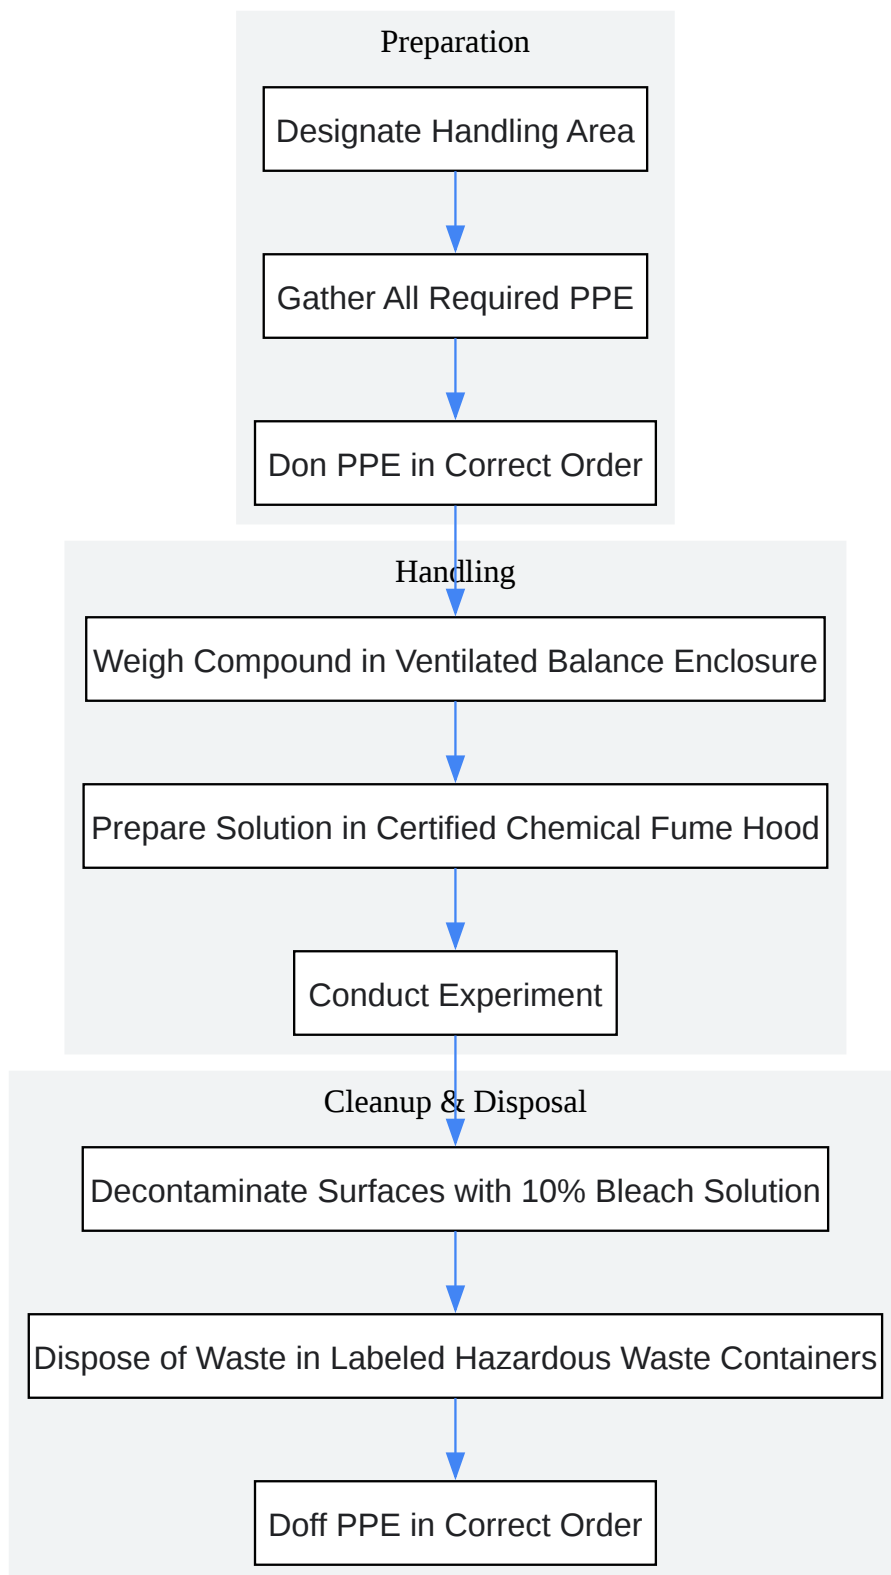 Preparation
Designate Handling Area
Gather All Required PPE
Don PPE in Correct Order
Handling
Weigh Compound in Ventilated Balance Enclosure
Prepare Solution in Certified Chemical Fume Hood
Conduct Experiment
Cleanup & Disposal
Decontaminate Surfaces with 10% Bleach Solution
Dispose of Waste in Labeled Hazardous Waste Containers
Doff PPE in Correct Order